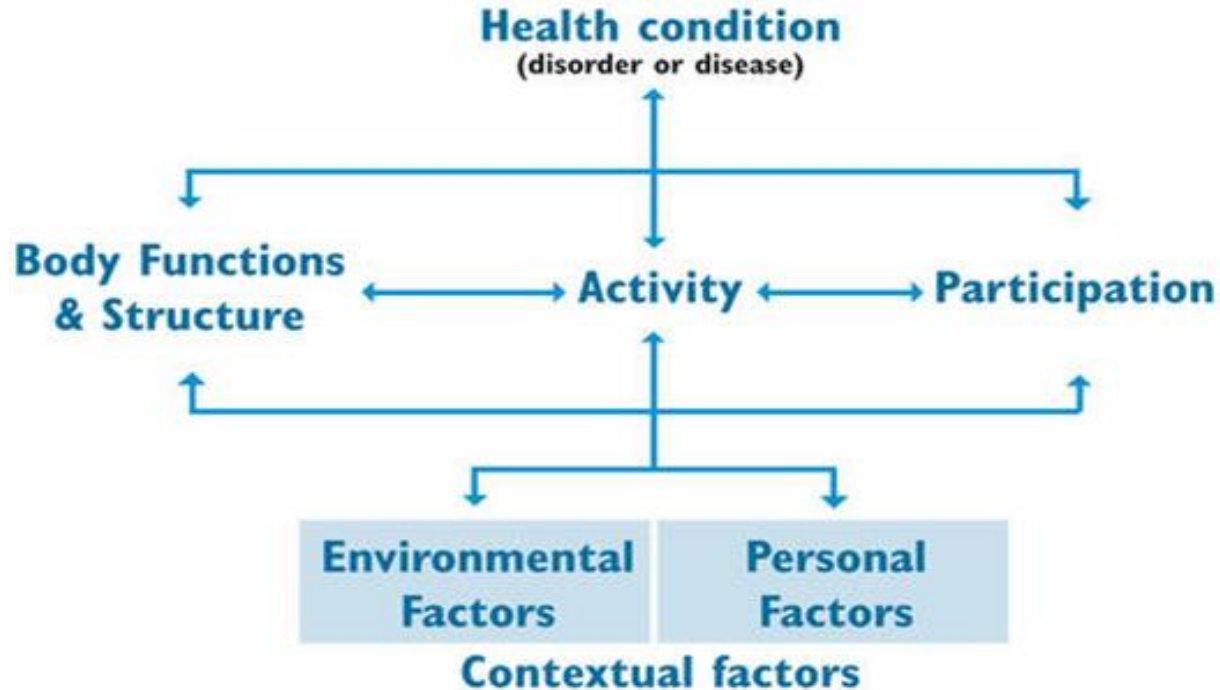 Health condition
(disorder or disease)
Body Functions
& Structure
Activity
Participation
Environmental
Factors
Personal
Factors
Contextual factors